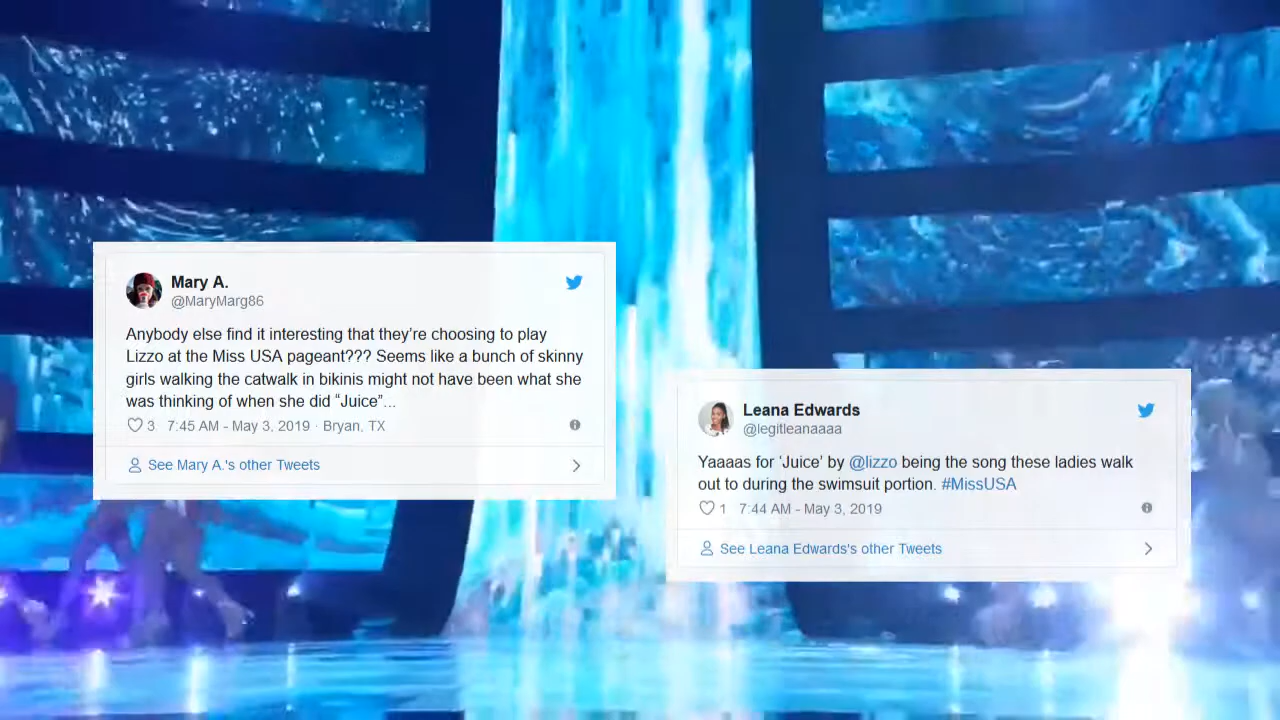 Mary A.
@MaryMarg86
Anybody else find it interesting that they're choosing to play
Lizzo at the Miss USA pageant??? Seems like a bunch of skinny
girls walking the catwalk in bikinis might not have been what she
was thinking of when she did “Juice”...
3 7:45 AM - May 3, 2019 · Bryan, TX
See Mary A.'s other Tweets
Leana Edwards
@legitleanaaaa
Yaaaas for ‘Juice’ by @lizzo being the song these ladies walk
out to during the swimsuit portion. #MissUSA
1 7:44 AM - May 3, 2019
See Leana Edwards's other Tweets